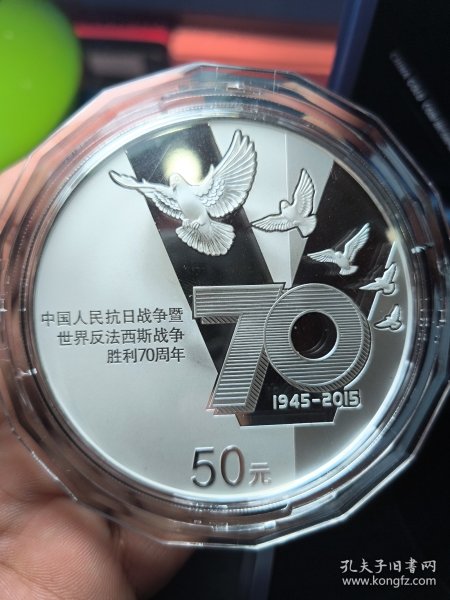 中国人民抗日战争暨
世界反法西斯战争
胜利70周年
70
1945-2015
50元
孔夫子旧书网
www.kongfz.com